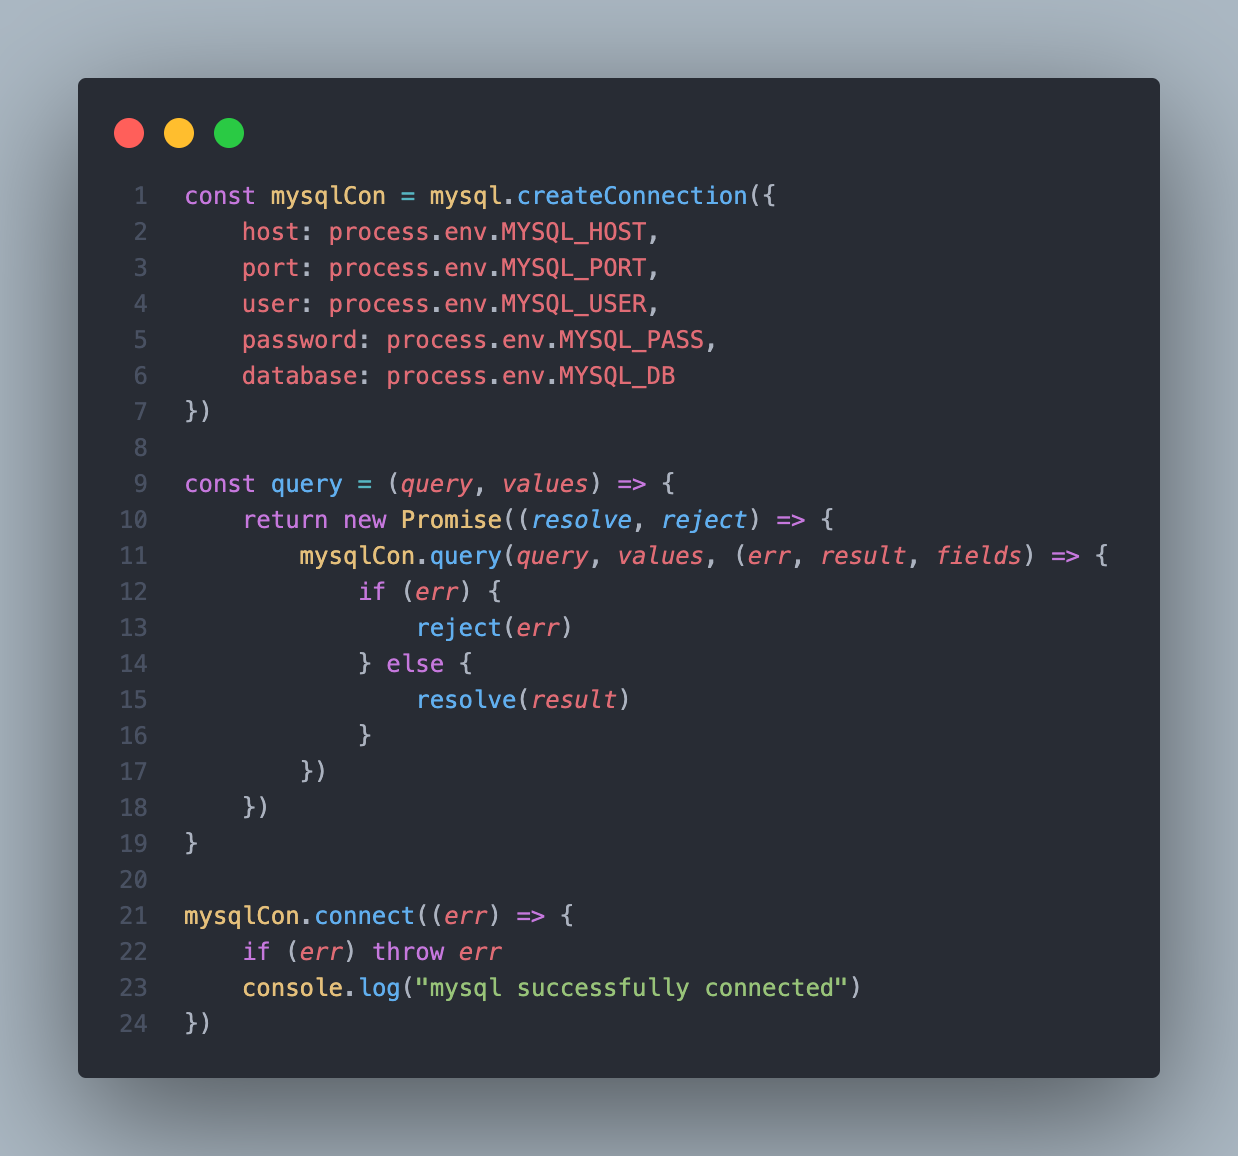 1 const mysqlCon = mysql.createConnection({
2     host: process.env.MYSQL_HOST,
3     port: process.env.MYSQL_PORT,
4     user: process.env.MYSQL_USER,
5     password: process.env.MYSQL_PASS,
6     database: process.env.MYSQL_DB
7 })
8
9 const query = (query, values) => {
10     return new Promise((resolve, reject) => {
11         mysqlCon.query(query, values, (err, result, fields) => {
12             if (err) {
13                 reject(err)
14             } else {
15                 resolve(result)
16             }
17         })
18     })
19 }
20
21 mysqlCon.connect((err) => {
22     if (err) throw err
23     console.log("mysql successfully connected")
24 })